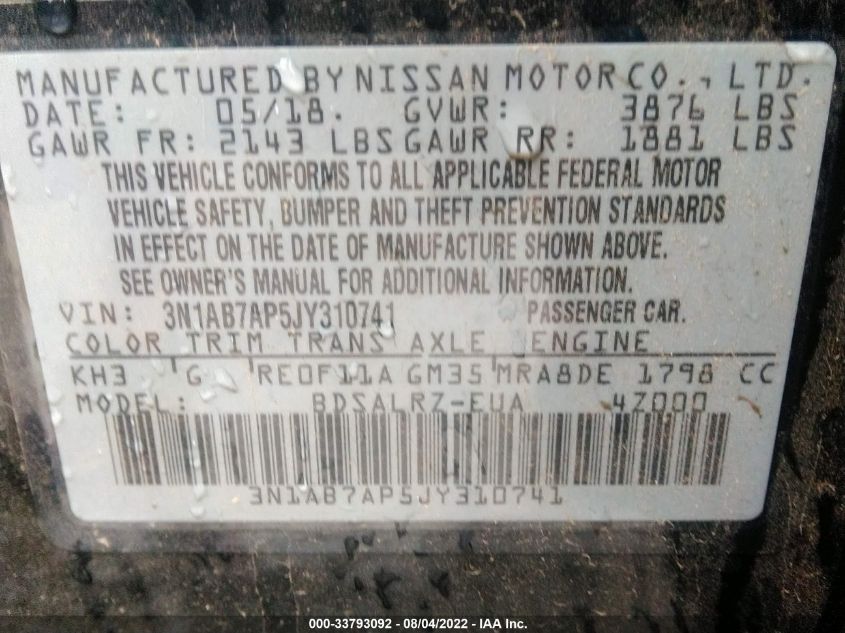 MANUFACTURED BY NISSAN MOTOR CO., LTD.
DATE: 05/18. GVWR: 3876 LBS
GAWR FR: 2143 LBS GAWR RR: 1881 LBS
THIS VEHICLE CONFORMS TO ALL APPLICABLE FEDERAL MOTOR
VEHICLE SAFETY, BUMPER AND THEFT PREVENTION STANDARDS
IN EFFECT ON THE DATE OF MANUFACTURE SHOWN ABOVE.
SEE OWNER'S MANUAL FOR ADDITIONAL INFORMATION.
VIN: 3N1AB7AP5JY310741 PASSENGER CAR.
COLOR TRIM TRANS AXLE ENGINE
KH3 G RE0F11A GM35 MRA8DE 1798 CC
MODEL: BDSALRZ-EUA 4Z000
3N1AB7AP5JY310741
000-33793092 - 08/04/2022 - IAA Inc.